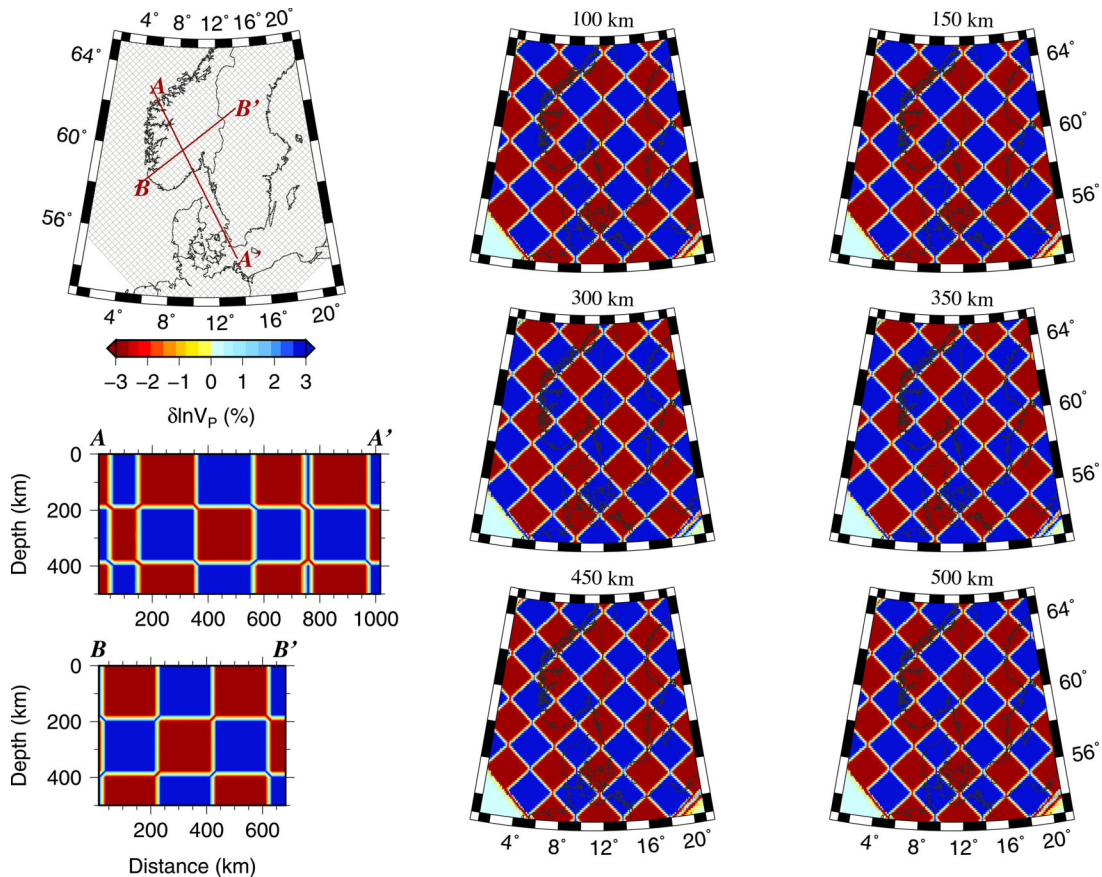 4° 8° 12° 16° 20°
64°
60°
56°
A
B'
B
A'
4° 8° 12° 16° 20°
−3 −2 −1 0 1 2 3
δlnVP (%)
A A'
Depth (km)
0
200
400
200 400 600 800 1000
B B'
Depth (km)
0
200
400
200 400 600
Distance (km)
100 km
150 km
64°
60°
56°
300 km
350 km
64°
60°
56°
450 km
500 km
64°
60°
56°
4° 8° 12° 16° 20°
4° 8° 12° 16° 20°